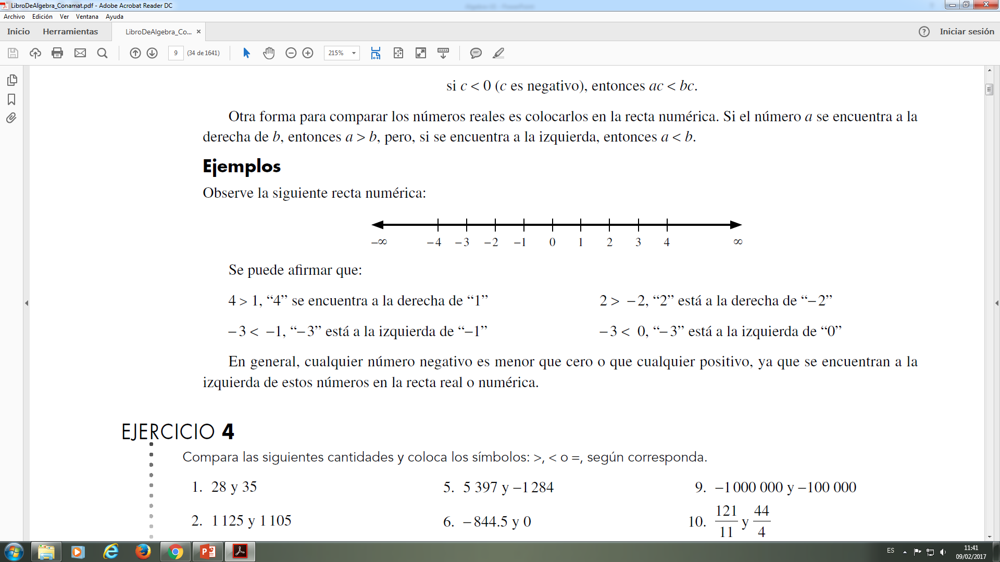 LibroDeAlgebra_Conamat.pdf - Adobe Acrobat Reader DC
Archivo Edición Ver Ventana Ayuda
Inicio Herramientas LibroDeAlgebra_Co... × ? Iniciar sesión
9 (34 de 1641) 215%
si c < 0 (c es negativo), entonces ac < bc.
Otra forma para comparar los números reales es colocarlos en la recta numérica. Si el número a se encuentra a la
derecha de b, entonces a > b, pero, si se encuentra a la izquierda, entonces a < b.
Ejemplos
Observe la siguiente recta numérica:
−∞ −4 −3 −2 −1 0 1 2 3 4 ∞
Se puede afirmar que:
4 > 1, “4” se encuentra a la derecha de “1” 2 > −2, “2” está a la derecha de “−2”
−3 < −1, “−3” está a la izquierda de “−1” −3 < 0, “−3” está a la izquierda de “0”
En general, cualquier número negativo es menor que cero o que cualquier positivo, ya que se encuentran a la
izquierda de estos números en la recta real o numérica.
EJERCICIO 4
Compara las siguientes cantidades y coloca los símbolos: >, < o =, según corresponda.
1. 28 y 35 5. 5 397 y −1 284 9. −1 000 000 y −100 000
2. 1 125 y 1 105 6. −844.5 y 0 10. 121/11 y 44/4
ES 11:41
09/02/2017